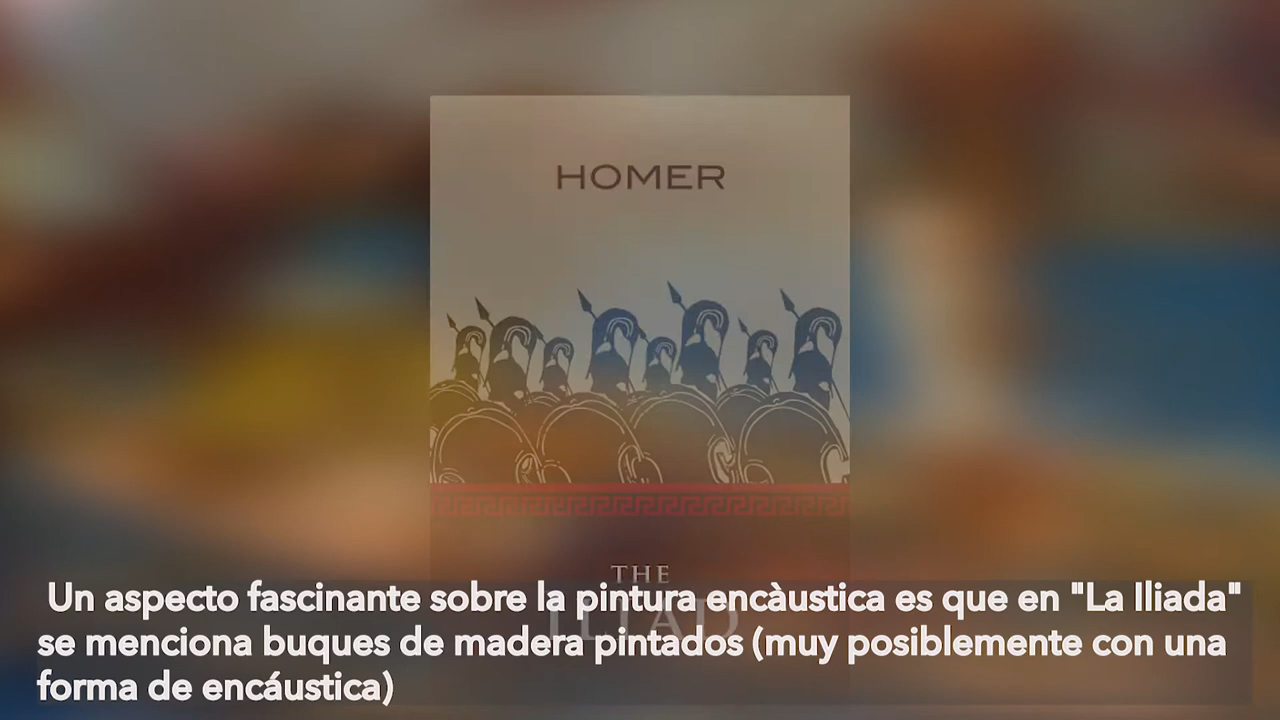 HOMER
THE
ILIAD
Un aspecto fascinante sobre la pintura encàustica es que en "La Iliada"
se menciona buques de madera pintados (muy posiblemente con una
forma de encáustica)